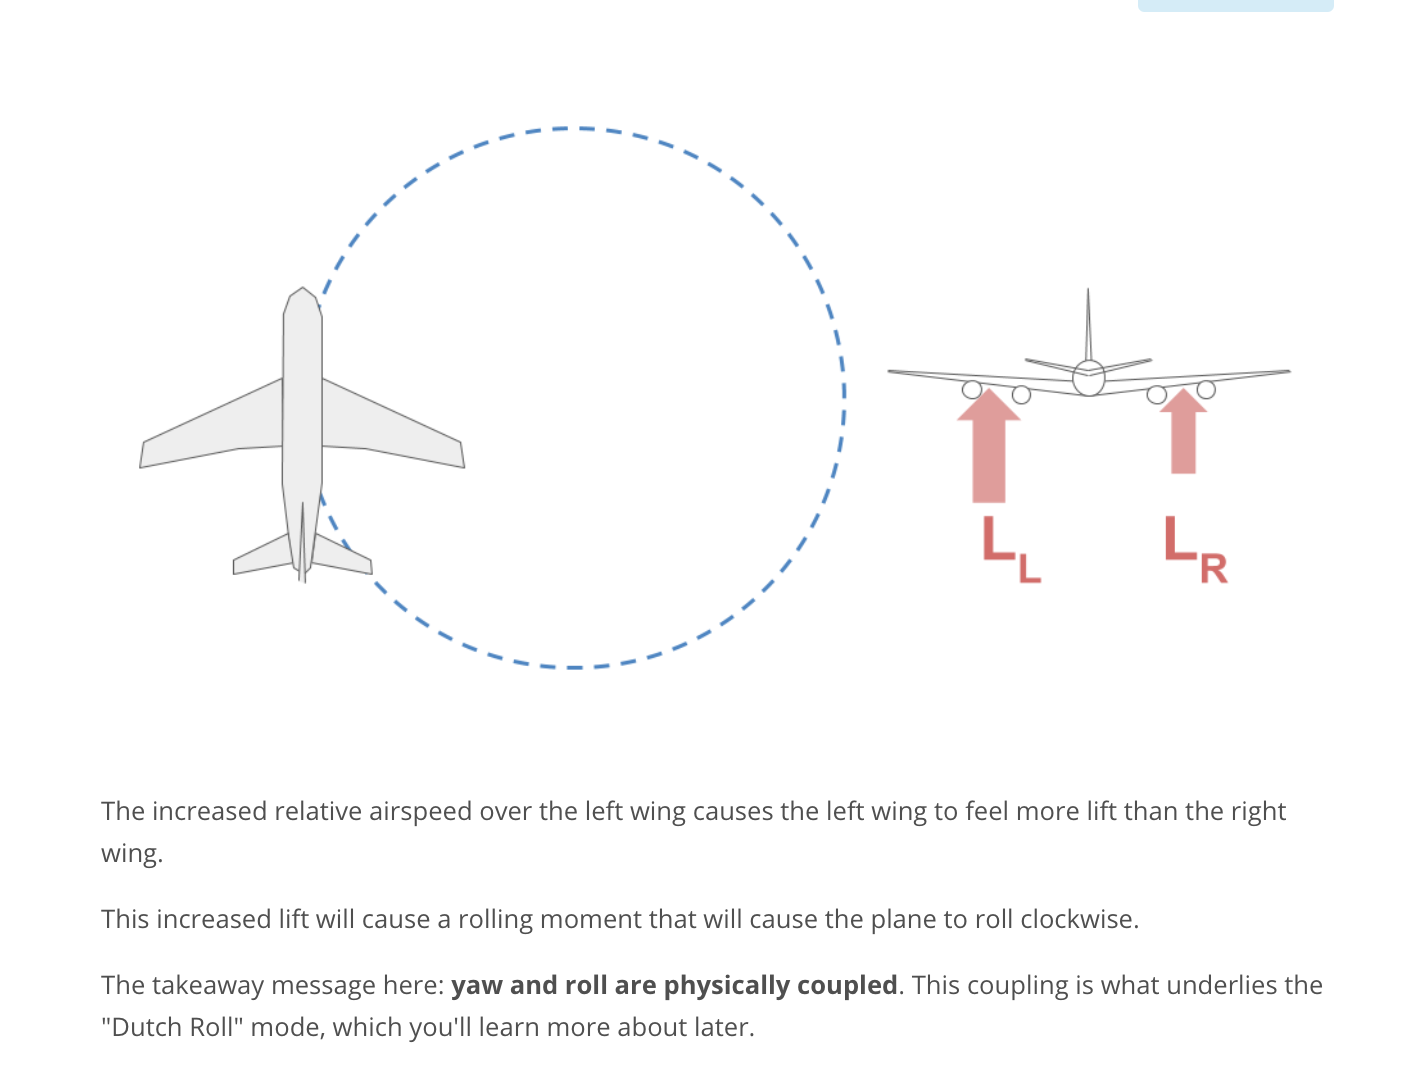 L_L L_R
The increased relative airspeed over the left wing causes the left wing to feel more lift than the right
wing.
This increased lift will cause a rolling moment that will cause the plane to roll clockwise.
The takeaway message here: yaw and roll are physically coupled. This coupling is what underlies the
"Dutch Roll" mode, which you'll learn more about later.